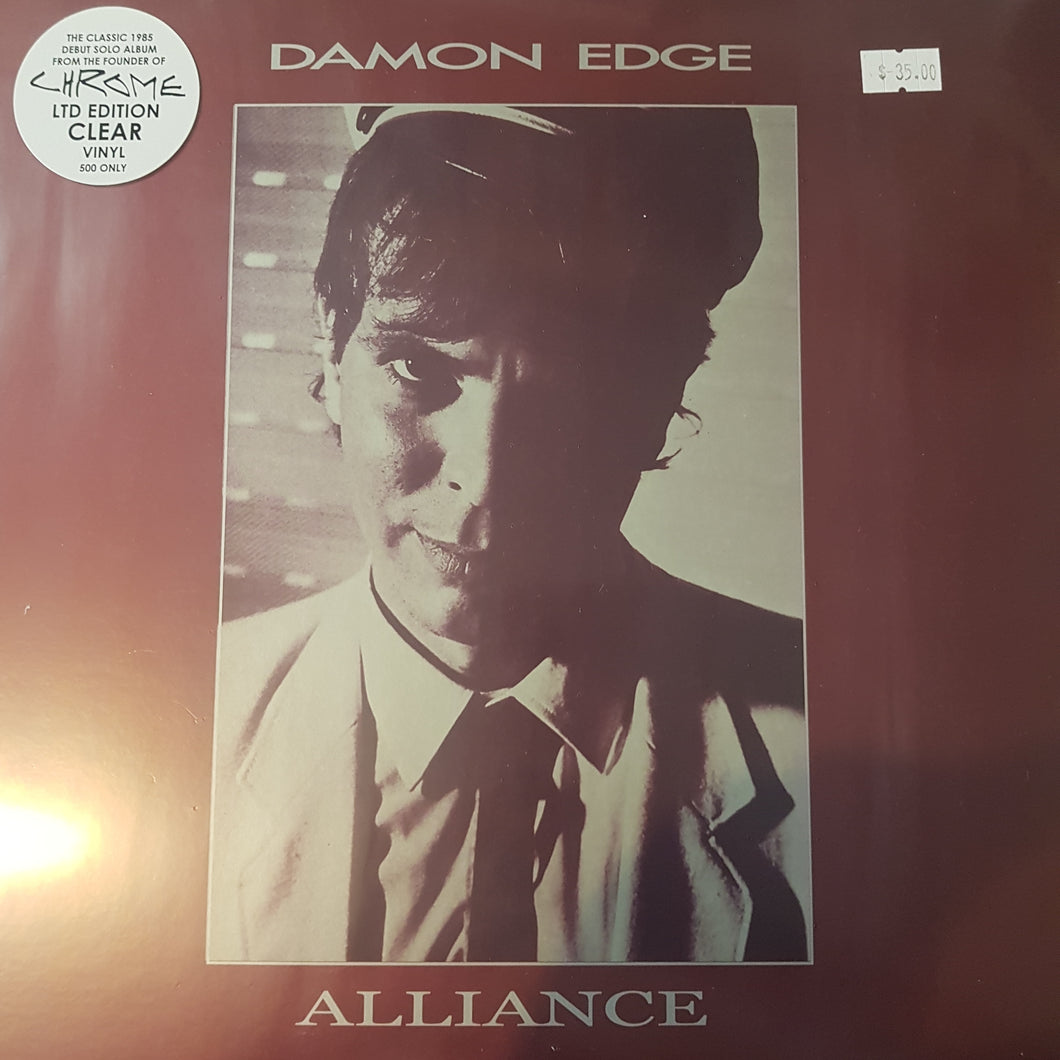 THE CLASSIC 1985
DEBUT SOLO ALBUM
FROM THE FOUNDER OF
CHROME
LTD EDITION
CLEAR
VINYL
500 ONLY
DAMON EDGE
$-35.00
ALLIANCE